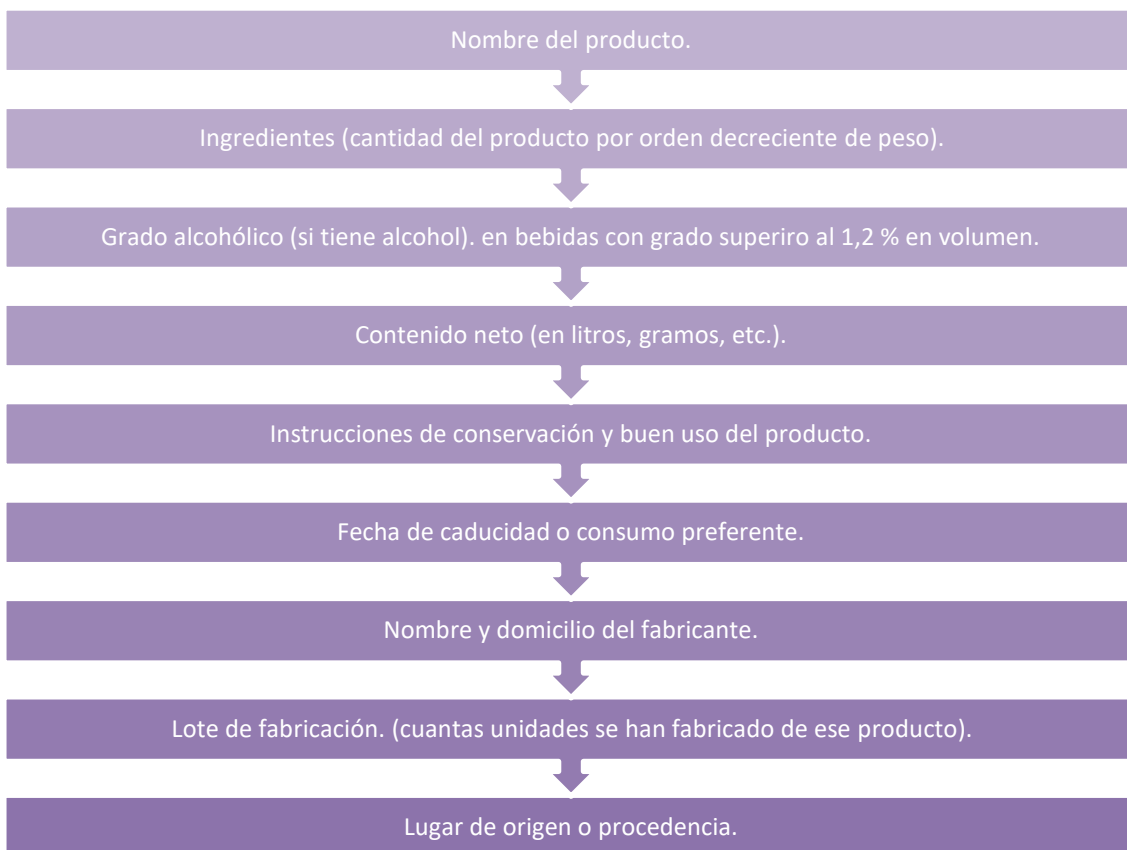 Nombre del producto.
Ingredientes (cantidad del producto por orden decreciente de peso).
Grado alcohólico (si tiene alcohol). en bebidas con grado superiro al 1,2 % en volumen.
Contenido neto (en litros, gramos, etc.).
Instrucciones de conservación y buen uso del producto.
Fecha de caducidad o consumo preferente.
Nombre y domicilio del fabricante.
Lote de fabricación. (cuantas unidades se han fabricado de ese producto).
Lugar de origen o procedencia.